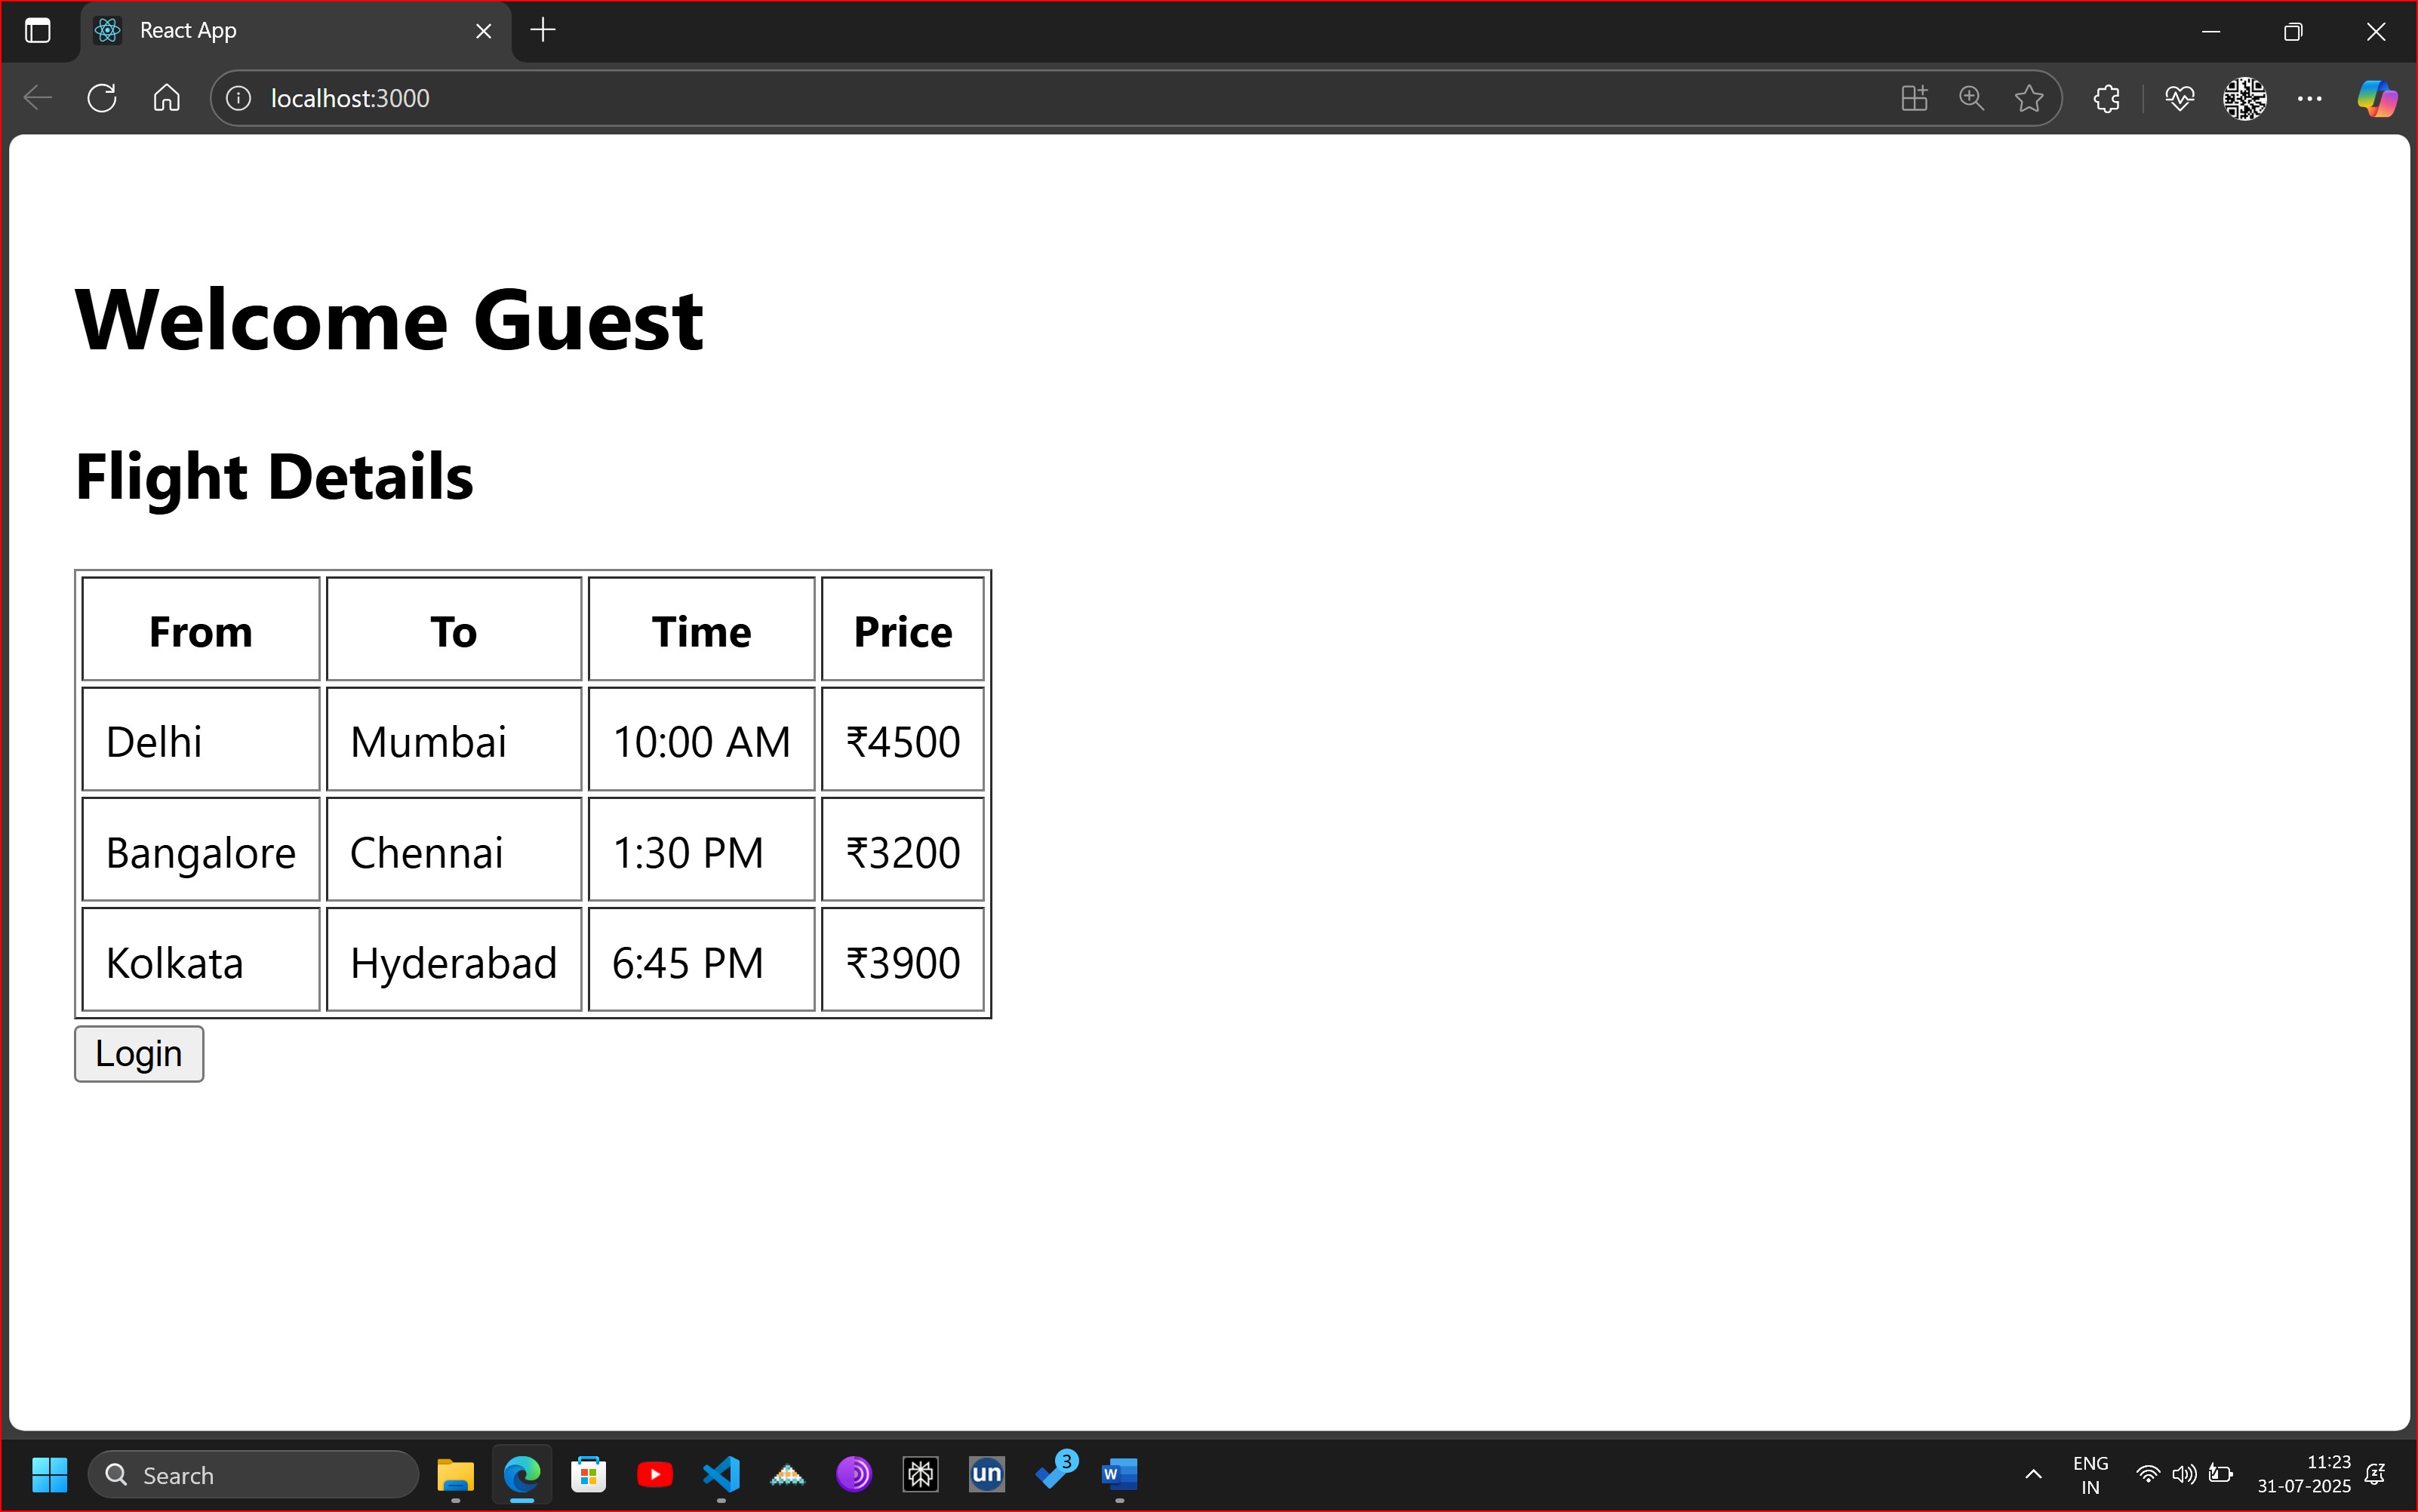 React App
localhost:3000
Welcome Guest
Flight Details
From To Time Price
Delhi Mumbai 10:00 AM ₹4500
Bangalore Chennai 1:30 PM ₹3200
Kolkata Hyderabad 6:45 PM ₹3900
Login
Search
un
3
W
ENG
IN
11:23
31-07-2025